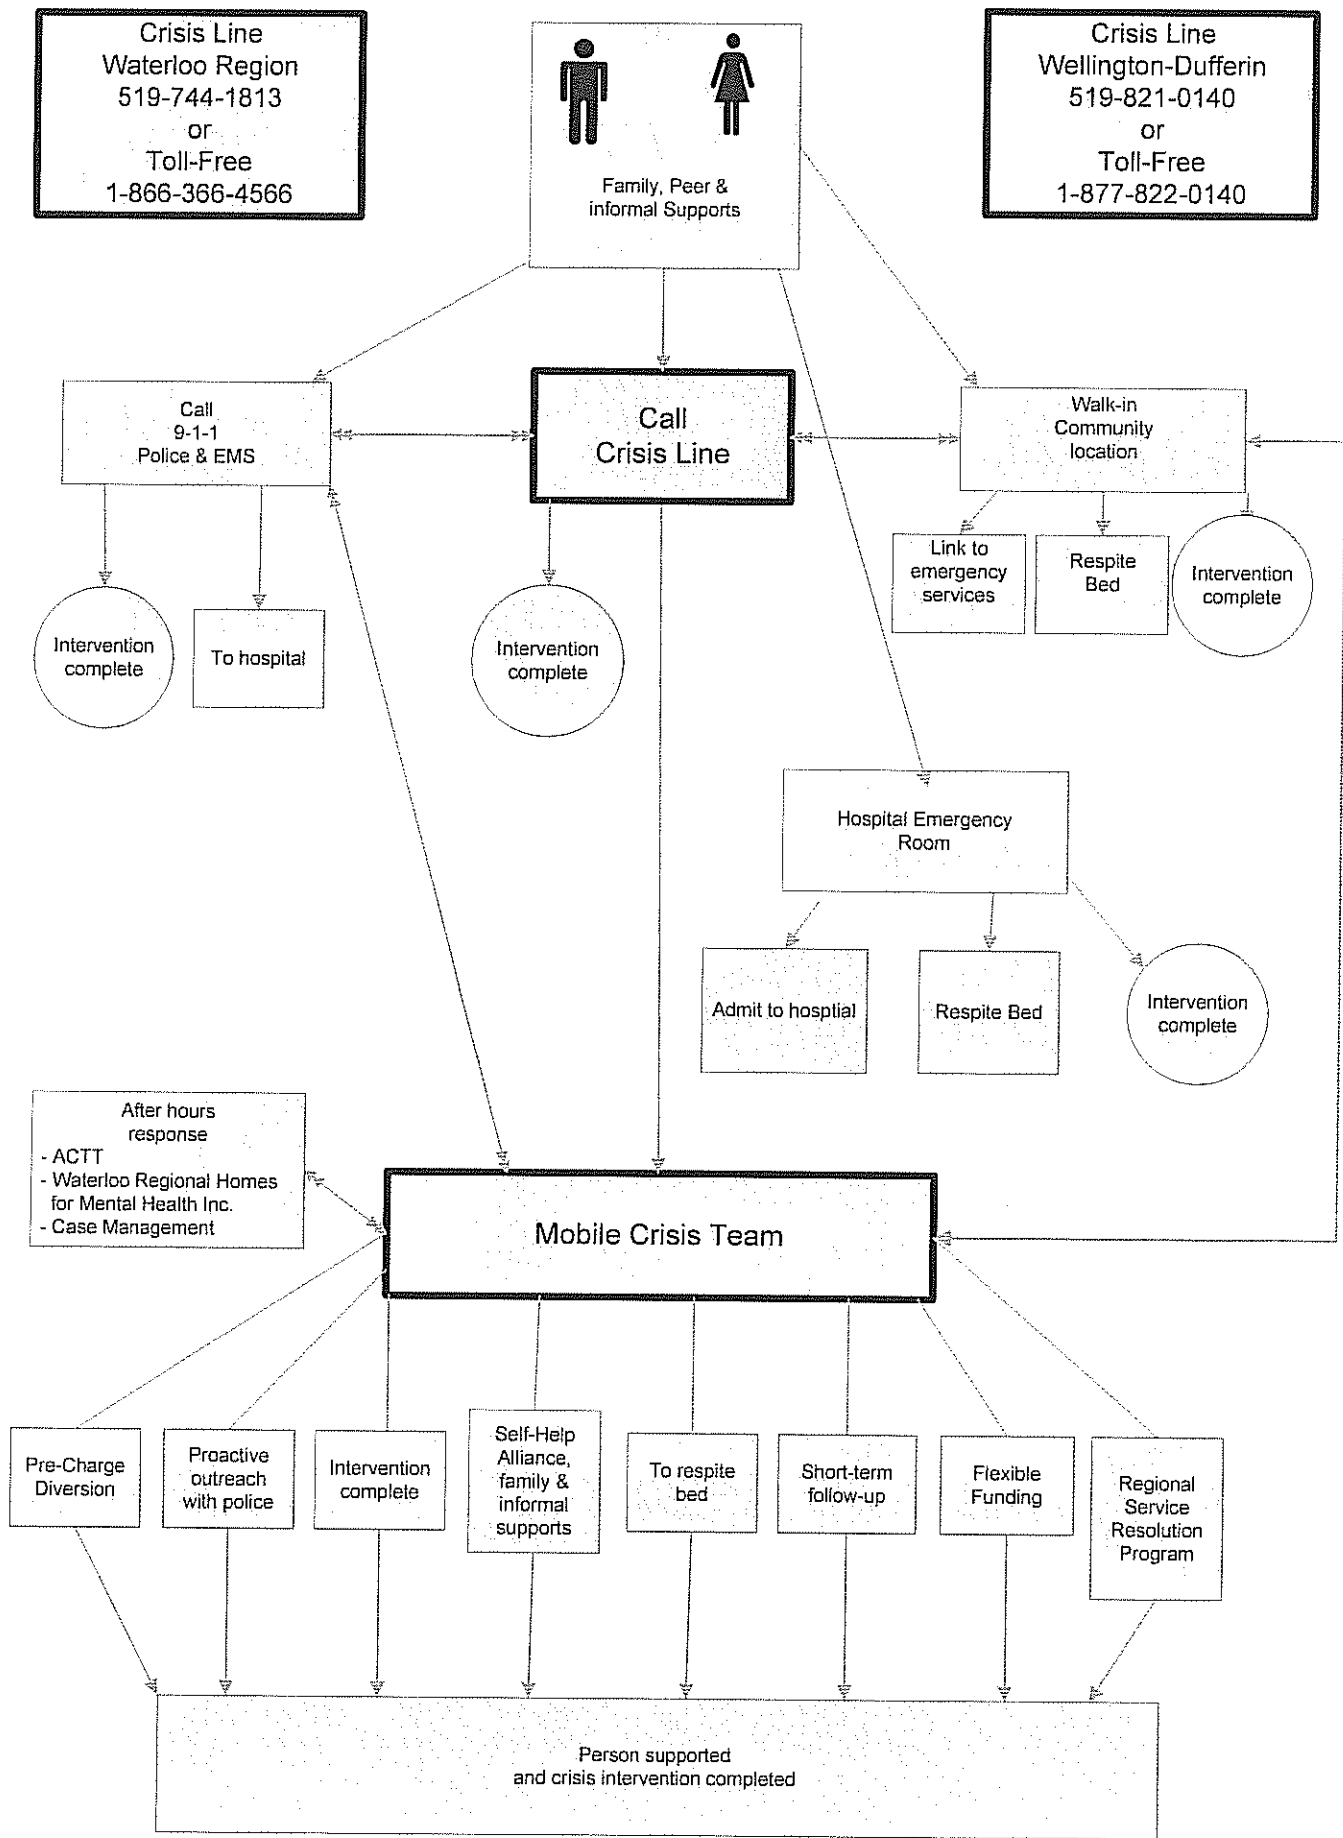 Crisis Line
Waterloo Region
519-744-1813
or
Toll-Free
1-866-366-4566
Family, Peer &
informal Supports
Crisis Line
Wellington-Dufferin
519-821-0140
or
Toll-Free
1-877-822-0140
Call
9-1-1
Police & EMS
Call
Crisis Line
Walk-in
Community
location
Intervention
complete
To hospital
Intervention
complete
Link to
emergency
services
Respite
Bed
Intervention
complete
Hospital Emergency
Room
Admit to hosptial
Respite Bed
Intervention
complete
After hours
response
- ACTT
- Waterloo Regional Homes
for Mental Health Inc.
- Case Management
Mobile Crisis Team
Pre-Charge
Diversion
Proactive
outreach
with police
Intervention
complete
Self-Help
Alliance,
family &
informal
supports
To respite
bed
Short-term
follow-up
Flexible
Funding
Regional
Service
Resolution
Program
Person supported
and crisis intervention completed